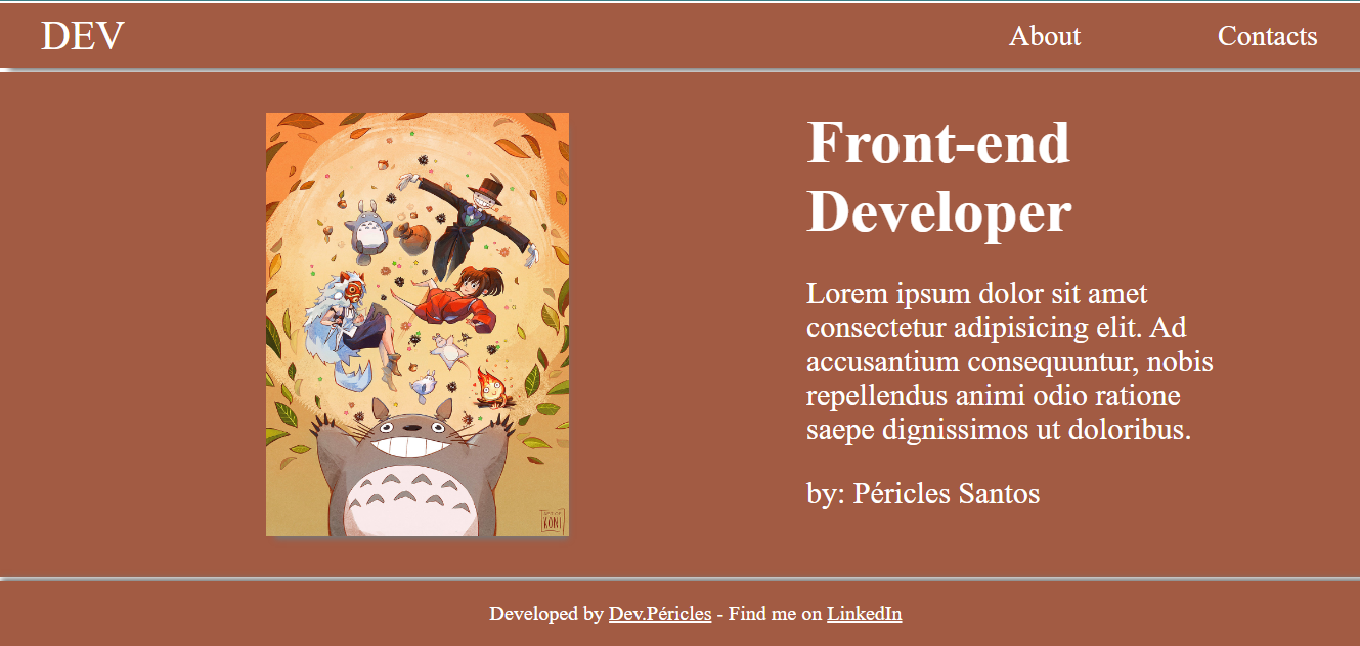 DEV
About
Contacts
Front-end
Developer
Lorem ipsum dolor sit amet
consectetur adipisicing elit. Ad
accusantium consequuntur, nobis
repellendus animi odio ratione
saepe dignissimos ut doloribus.
by: Péricles Santos
KONI
Developed by Dev.Péricles - Find me on LinkedIn